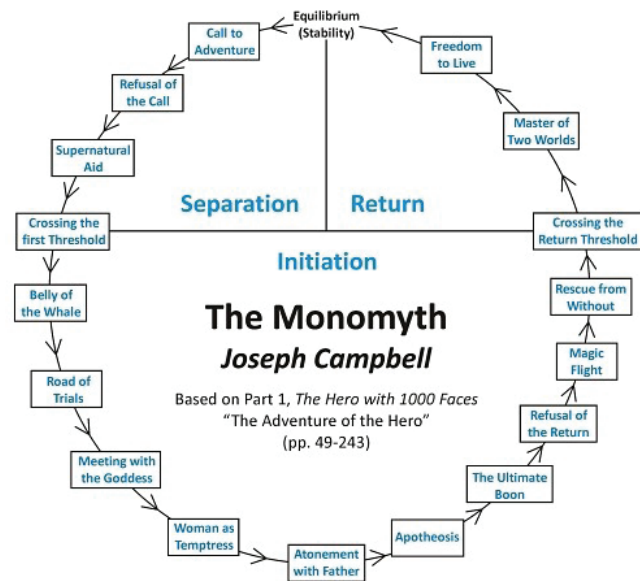 Equilibrium
(Stability)
Call to
Adventure
Refusal of
the Call
Supernatural
Aid
Crossing the
first Threshold
Belly of
the Whale
Road of
Trials
Meeting with
the Goddess
Woman as
Temptress
Atonement
with Father
Apotheosis
The Ultimate
Boon
Refusal of
the Return
Magic
Flight
Rescue from
Without
Crossing the
Return Threshold
Master of
Two Worlds
Freedom
to Live
Separation
Return
Initiation
The Monomyth
Joseph Campbell
Based on Part 1, The Hero with 1000 Faces
“The Adventure of the Hero”
(pp. 49-243)